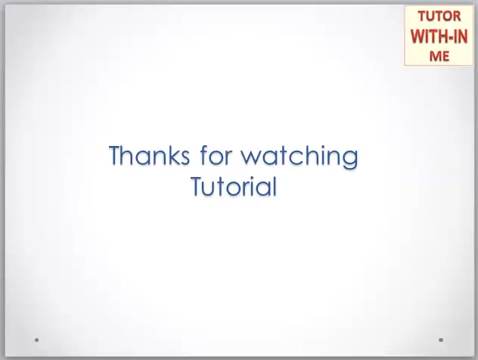 TUTOR
WITH-IN
ME
Thanks for watching
Tutorial